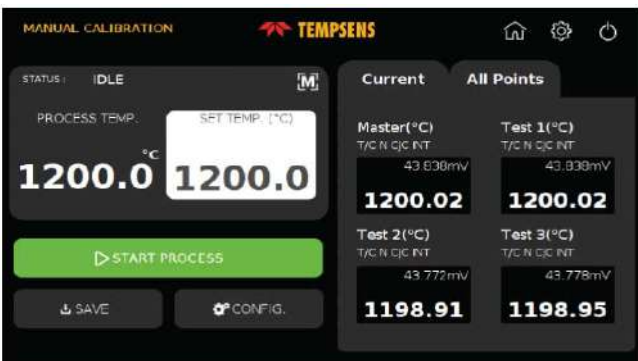 MANUAL CALIBRATION
TEMPSENS
STATUS : IDLE
[M]
PROCESS TEMP.
°C
1200.0
SET TEMP. (°C)
1200.0
START PROCESS
SAVE
CONFIG.
Current
All Points
Master(°C)
T/C N CJC INT
43.838mV
1200.02
Test 1(°C)
T/C N CJC INT
43.838mV
1200.02
Test 2(°C)
T/C N CJC INT
43.772mV
1198.91
Test 3(°C)
T/C N CJC INT
43.778mV
1198.95